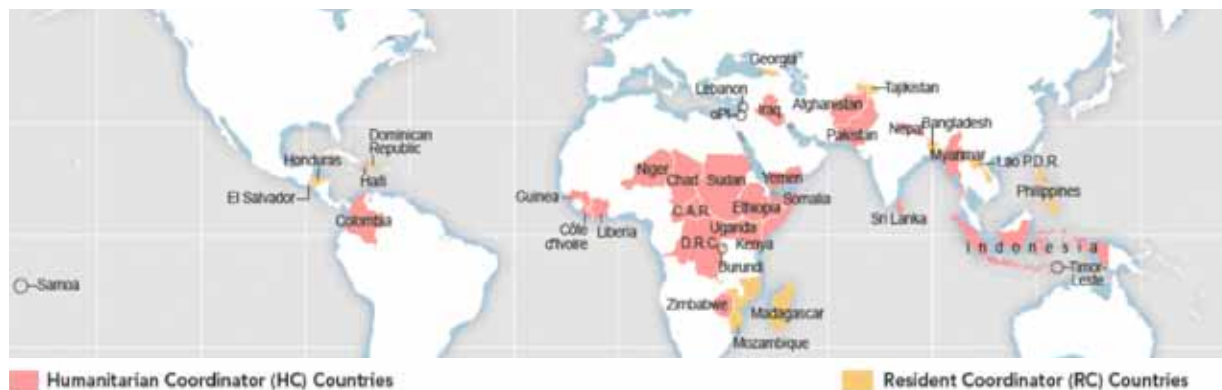 "Georgia"
Lebanon
oPt
Iraq
Afghanistan
Tajikistan
Pakistan
Nepal
Bangladesh
Myanmar
Lao P.D.R.
Philippines
Dominican
Republic
Honduras
Haiti
El Salvador
Colombia
Niger
Chad
Sudan
Yemen
Somalia
Guinea
Côte
d'Ivoire
Liberia
C.A.R.
Ethiopia
Uganda
D.R.C.
Kenya
Burundi
Sri Lanka
Indonesia
Timor-
Leste
Samoa
Zimbabwe
Madagascar
Mozambique
Humanitarian Coordinator (HC) Countries
Resident Coordinator (RC) Countries